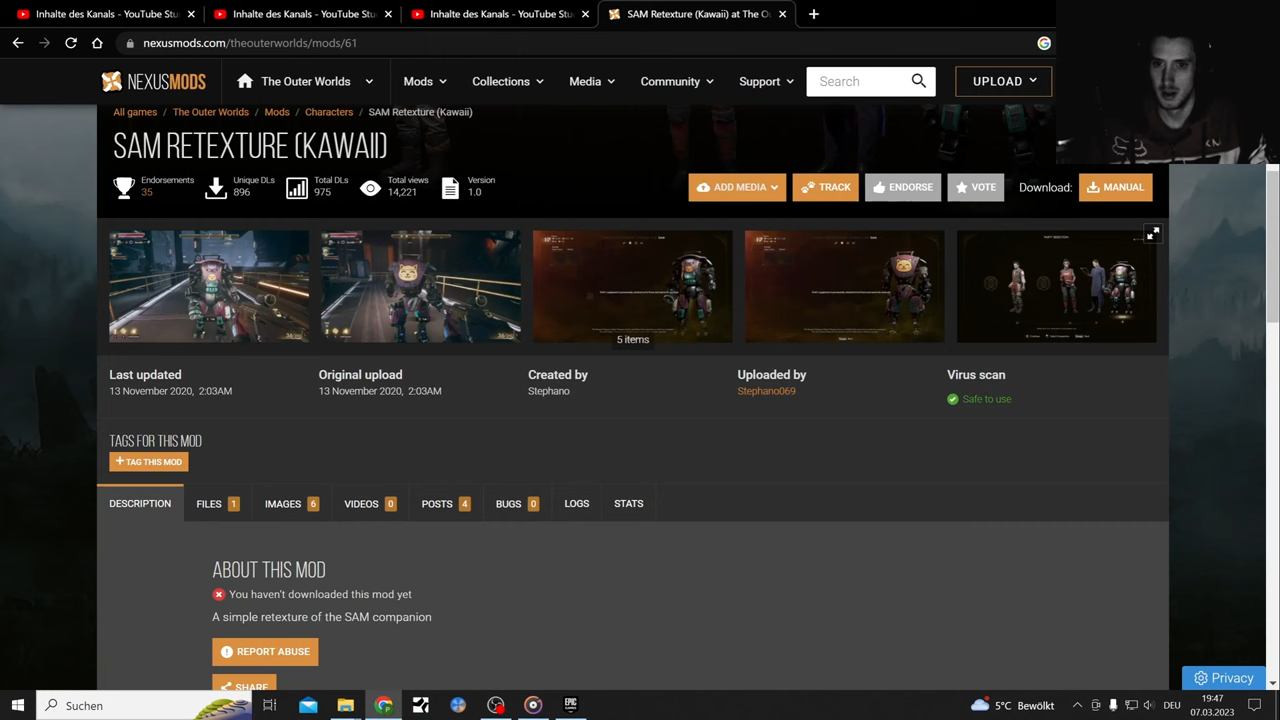 Inhalte des Kanals - YouTube Stu
Inhalte des Kanals - YouTube Stu
Inhalte des Kanals - YouTube Stu
SAM Retexture (Kawaii) at The Ou
nexusmods.com/theouterworlds/mods/61
NEXUSMODS
The Outer Worlds
Mods
Collections
Media
Community
Support
Search
UPLOAD
All games / The Outer Worlds / Mods / Characters / SAM Retexture (Kawaii)
SAM RETEXTURE (KAWAII)
Endorsements
35
Unique DLs
896
Total DLs
975
Total views
14,221
Version
1.0
ADD MEDIA
TRACK
ENDORSE
VOTE
Download:
MANUAL
5 items
Last updated
13 November 2020, 2:03AM
Original upload
13 November 2020, 2:03AM
Created by
Stephano
Uploaded by
Stephano069
Virus scan
Safe to use
TAGS FOR THIS MOD
+ TAG THIS MOD
DESCRIPTION
FILES 1
IMAGES 6
VIDEOS 0
POSTS 4
BUGS 0
LOGS
STATS
ABOUT THIS MOD
You haven't downloaded this mod yet
A simple retexture of the SAM companion
REPORT ABUSE
SHARE
Privacy
Suchen
EPIC GAMES
5°C Bewölkt
DEU
19:47
07.03.2023